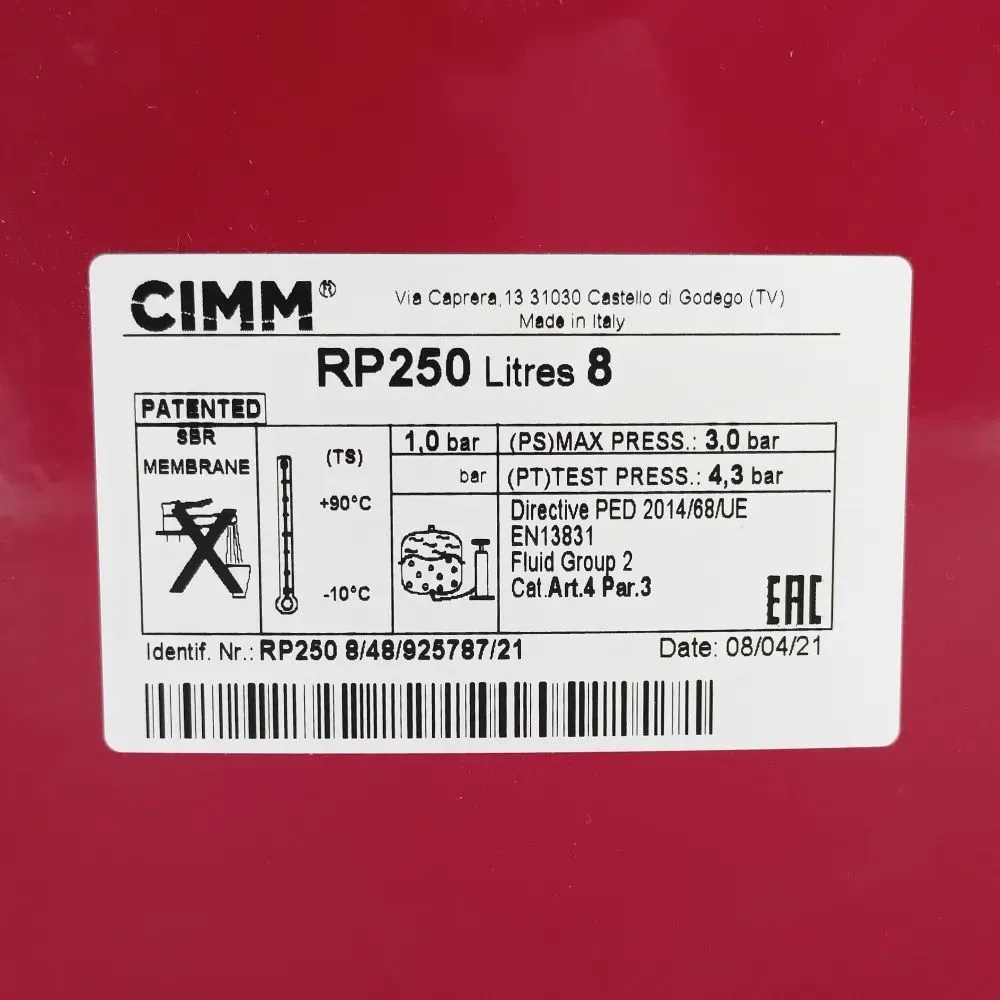 CIMM®
Via Caprera,13 31030 Castello di Godego (TV)
Made in Italy
RP250 Litres 8
PATENTED
SBR
MEMBRANE
(TS)
+90°C
-10°C
1,0 bar
bar
(PS)MAX PRESS.: 3,0 bar
(PT)TEST PRESS.: 4,3 bar
Directive PED 2014/68/UE
EN13831
Fluid Group 2
Cat.Art.4 Par.3
EAC
Identif. Nr.: RP250 8/48/925787/21
Date: 08/04/21